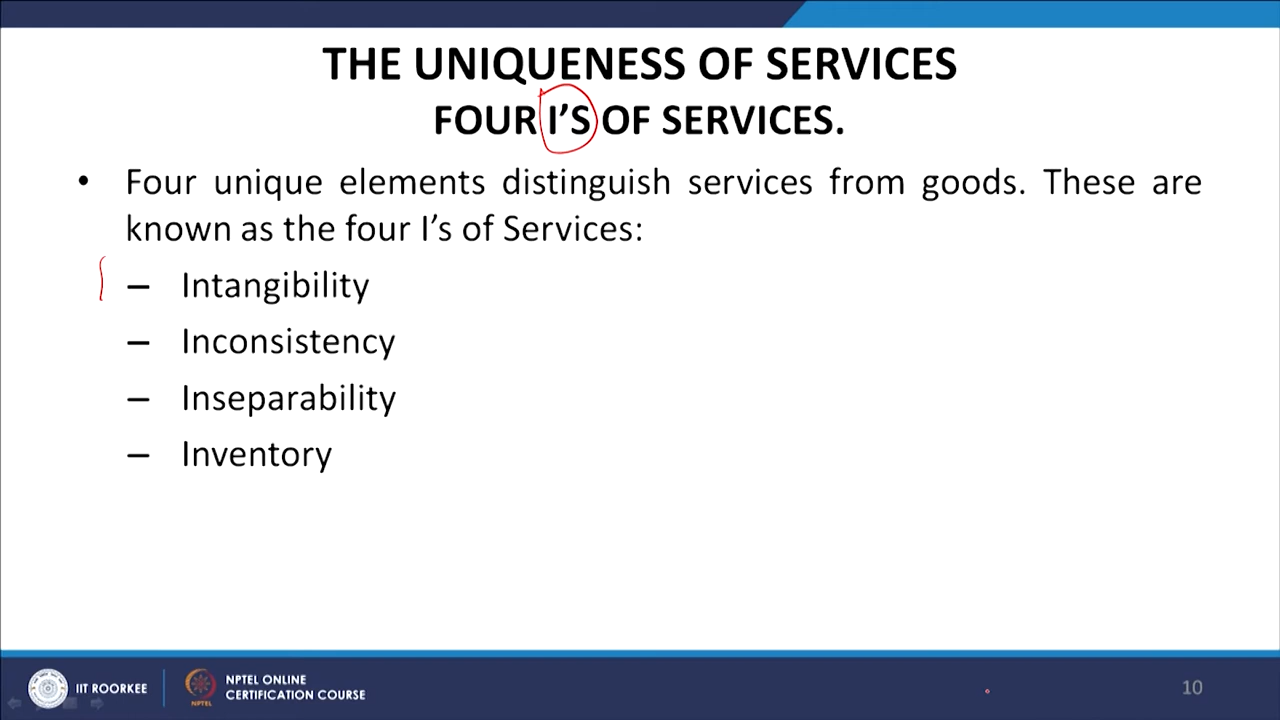 THE UNIQUENESS OF SERVICES
FOUR I'S OF SERVICES.
• Four unique elements distinguish services from goods. These are
known as the four I's of Services:
– Intangibility
– Inconsistency
– Inseparability
– Inventory
IIT ROORKEE
NPTEL ONLINE
CERTIFICATION COURSE
NPTEL
10